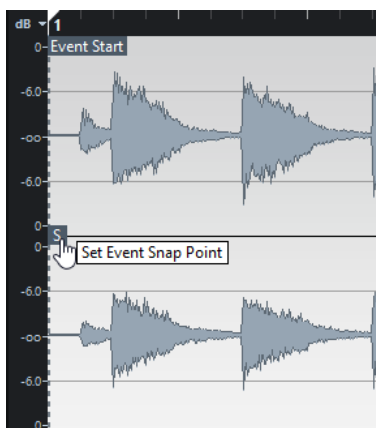 dB 1
0- Event Start
-6.0-
-oo-
-6.0-
0-
S
0-
Set Event Snap Point
-6.0-
-oo-
-6.0-
0-